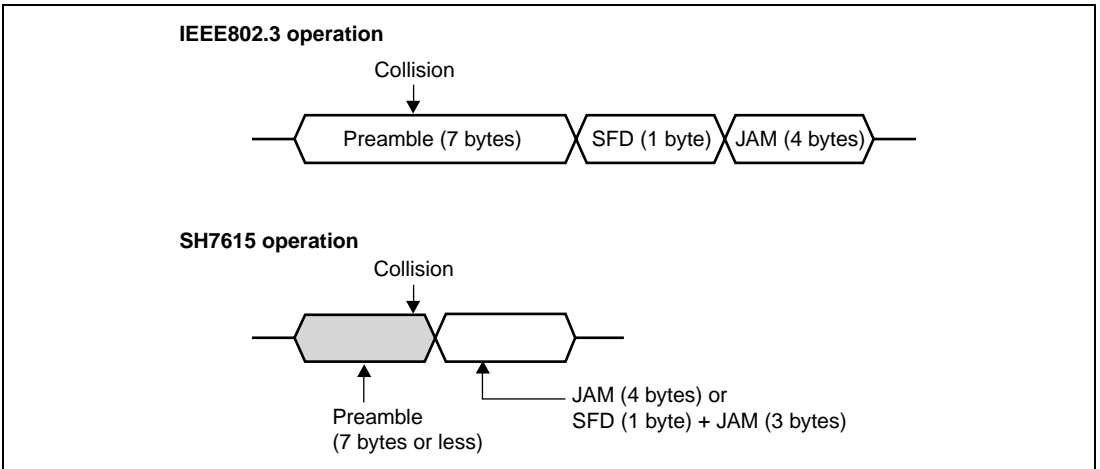 IEEE802.3 operation
Collision
Preamble (7 bytes)
SFD (1 byte)
JAM (4 bytes)
SH7615 operation
Collision
JAM (4 bytes) or
SFD (1 byte) + JAM (3 bytes)
Preamble
(7 bytes or less)